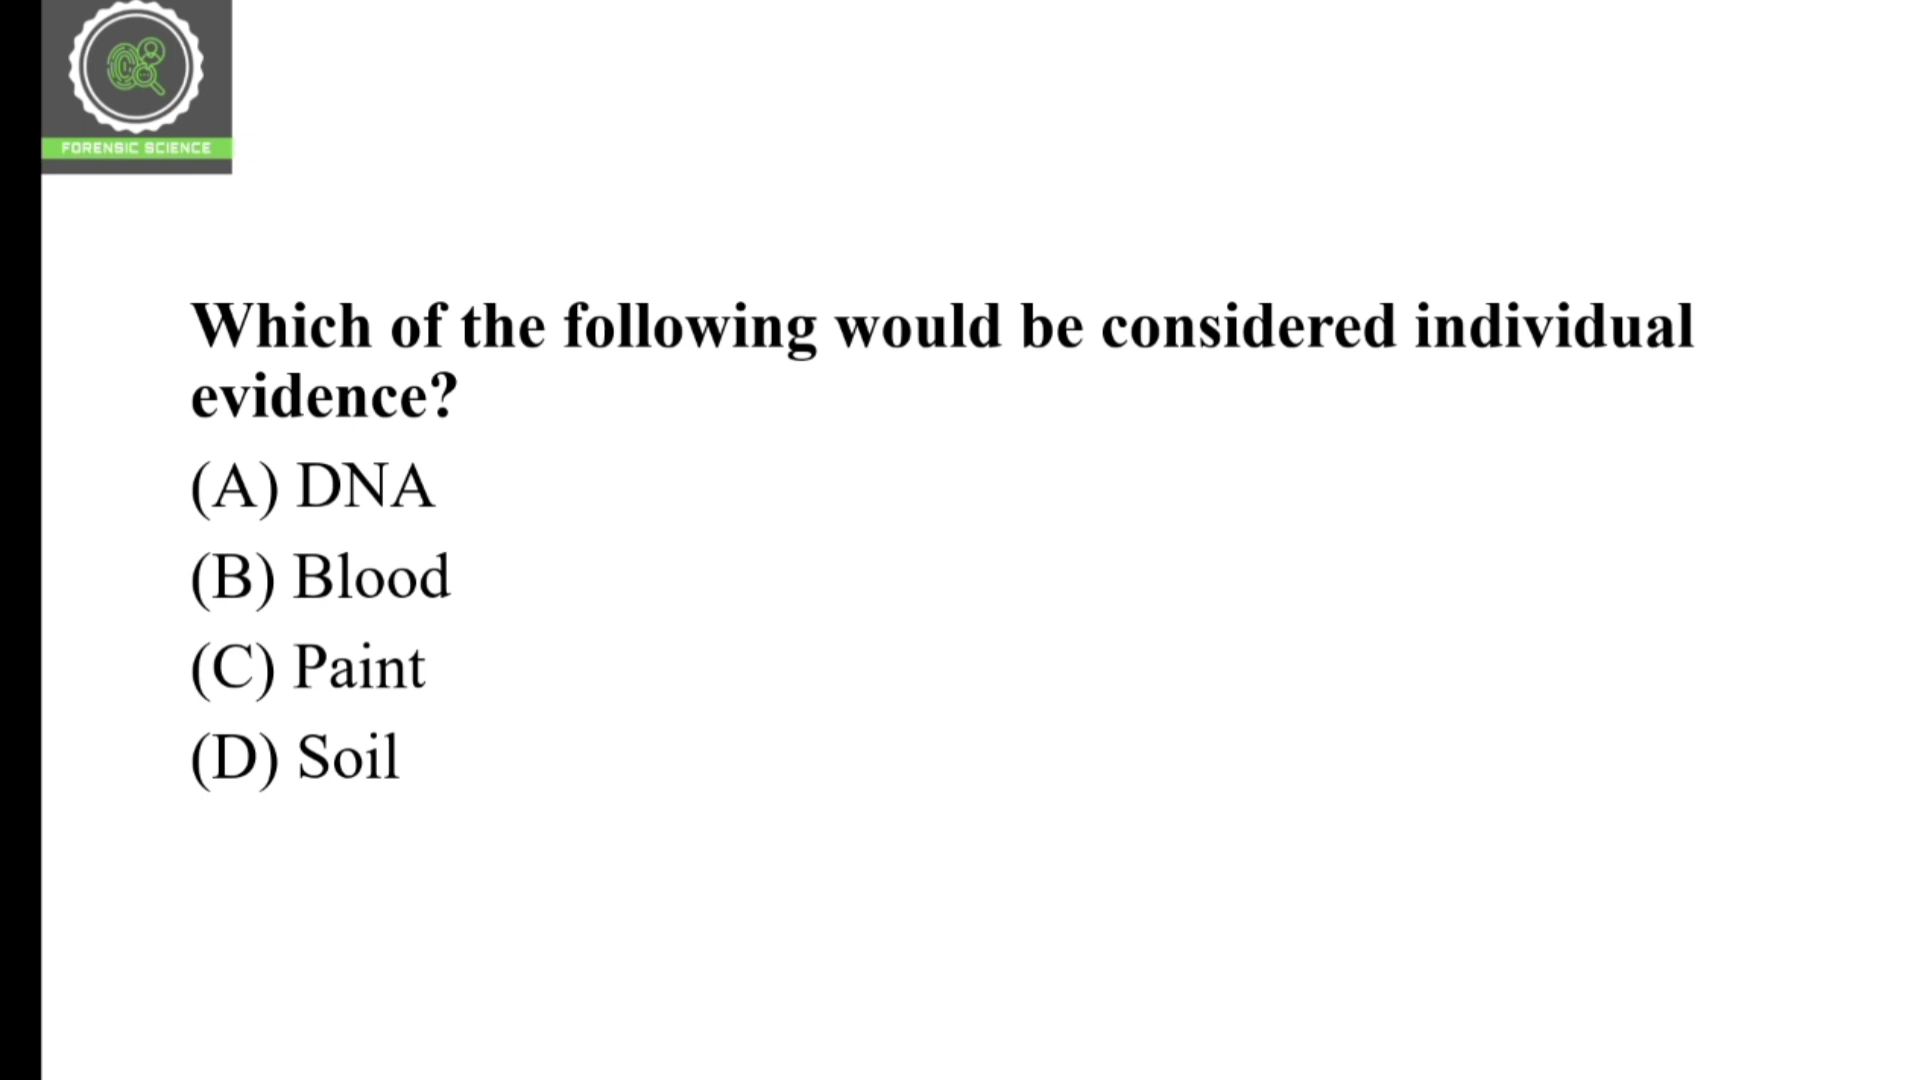 FORENSIC SCIENCE
Which of the following would be considered individual
evidence?
(A) DNA
(B) Blood
(C) Paint
(D) Soil